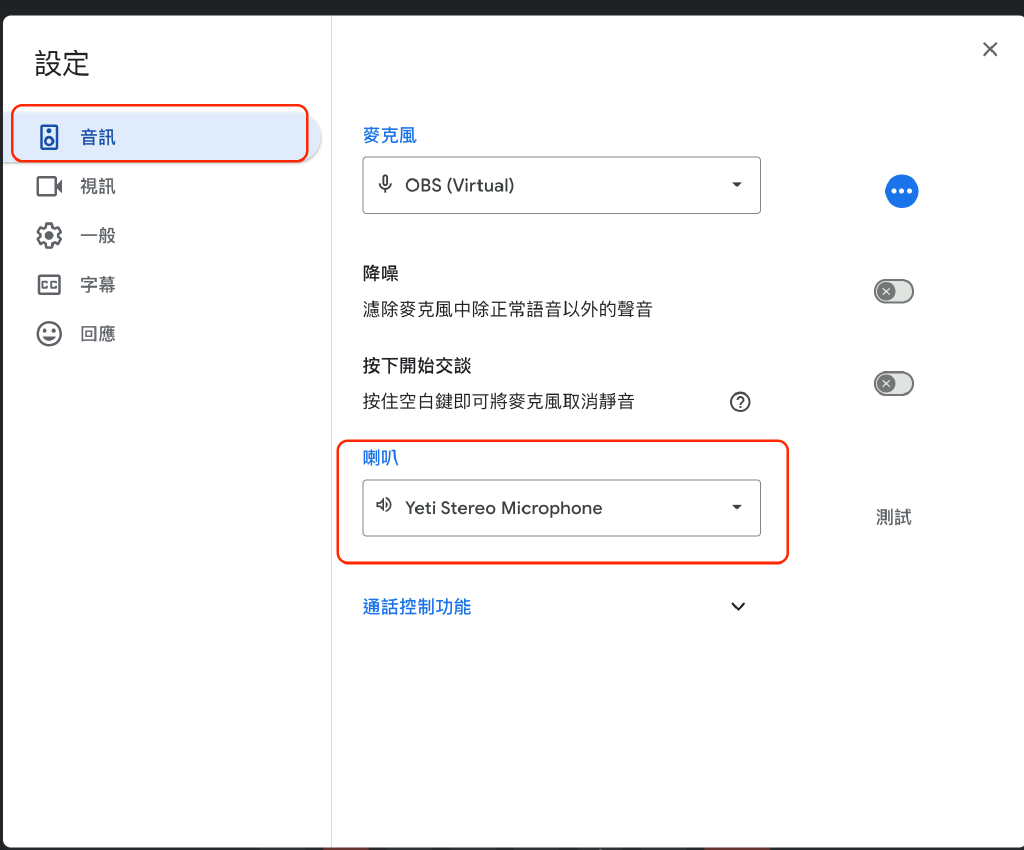 設定
音訊
視訊
一般
字幕
回應
麥克風
OBS (Virtual)
降噪
濾除麥克風中除正常語音以外的聲音
按下開始交談
按住空白鍵即可將麥克風取消靜音
喇叭
Yeti Stereo Microphone
測試
通話控制功能